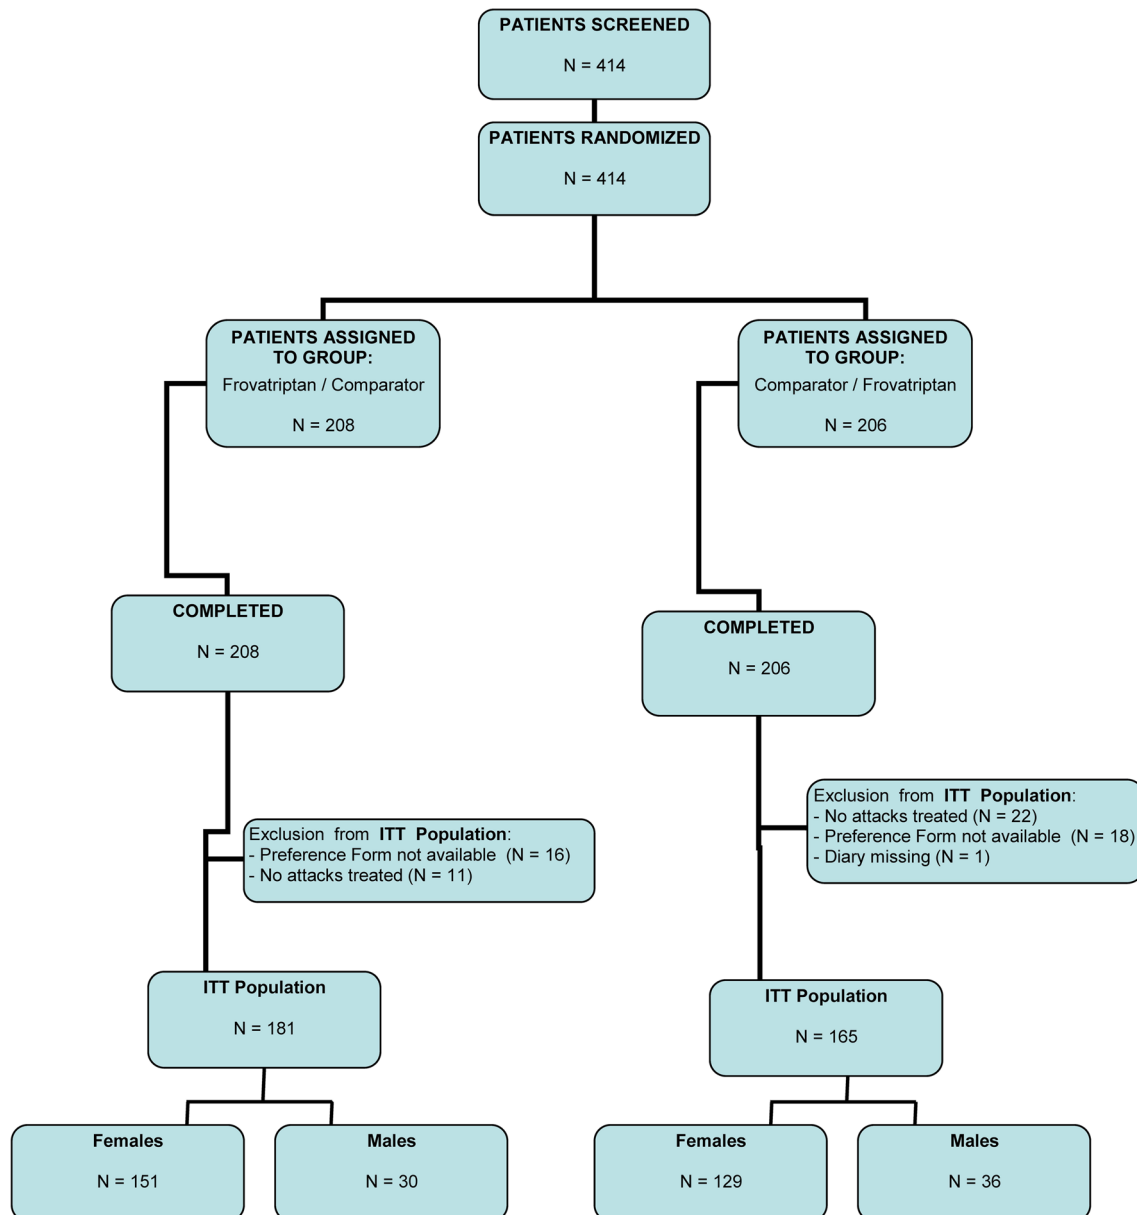 PATIENTS SCREENED
N = 414
PATIENTS RANDOMIZED
N = 414
PATIENTS ASSIGNED
TO GROUP:
Frovatriptan / Comparator
N = 208
PATIENTS ASSIGNED
TO GROUP:
Comparator / Frovatriptan
N = 206
COMPLETED
N = 208
COMPLETED
N = 206
Exclusion from ITT Population:
- Preference Form not available (N = 16)
- No attacks treated (N = 11)
Exclusion from ITT Population:
- No attacks treated (N = 22)
- Preference Form not available (N = 18)
- Diary missing (N = 1)
ITT Population
N = 181
ITT Population
N = 165
Females
N = 151
Males
N = 30
Females
N = 129
Males
N = 36